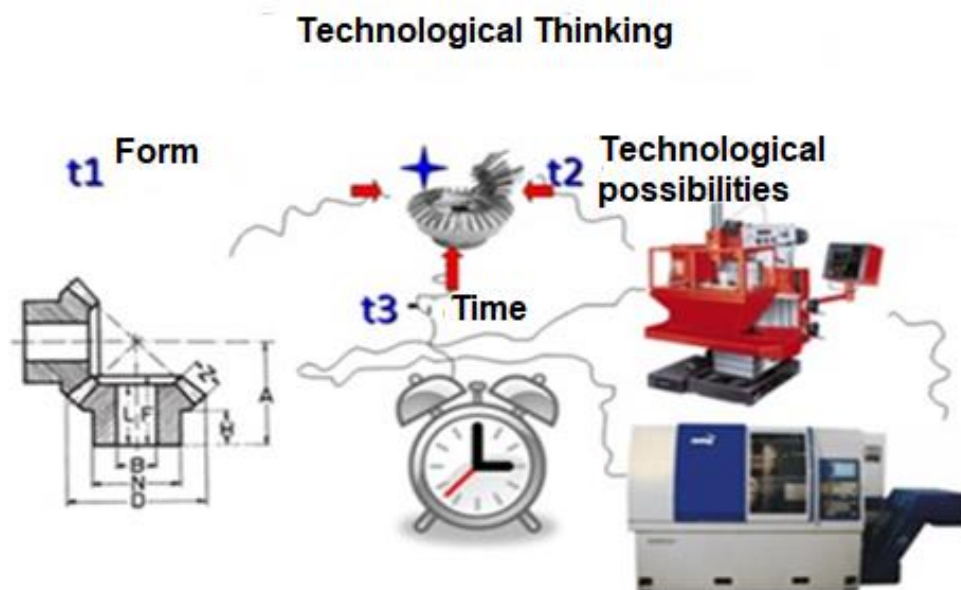 Technological Thinking
t1 Form
t2 Technological
possibilities
t3 Time
Z
A
L F
H
B
N
D